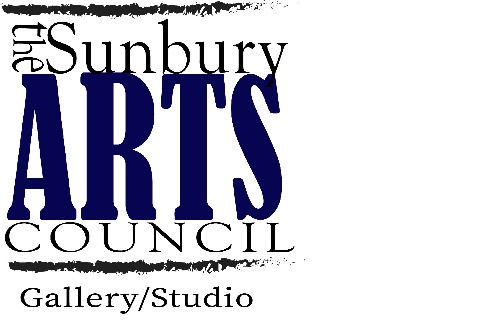 the Sunbury
ARTS
COUNCIL
Gallery/Studio